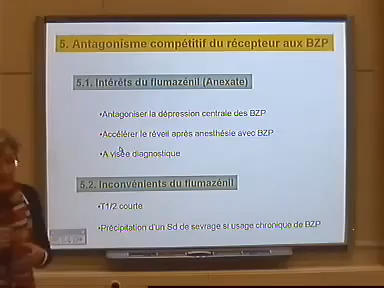 5. Antagonisme compétitif du récepteur aux BZP
5.1. Intérêts du flumazénil (Anexate)
•Antagoniser la dépression centrale des BZP
•Accélérer le réveil après anesthésie avec BZP
•A visée diagnostique
5.2. Inconvénients du flumazénil
•T1/2 courte
•Précipitation d'un Sd de sevrage si usage chronique de BZP